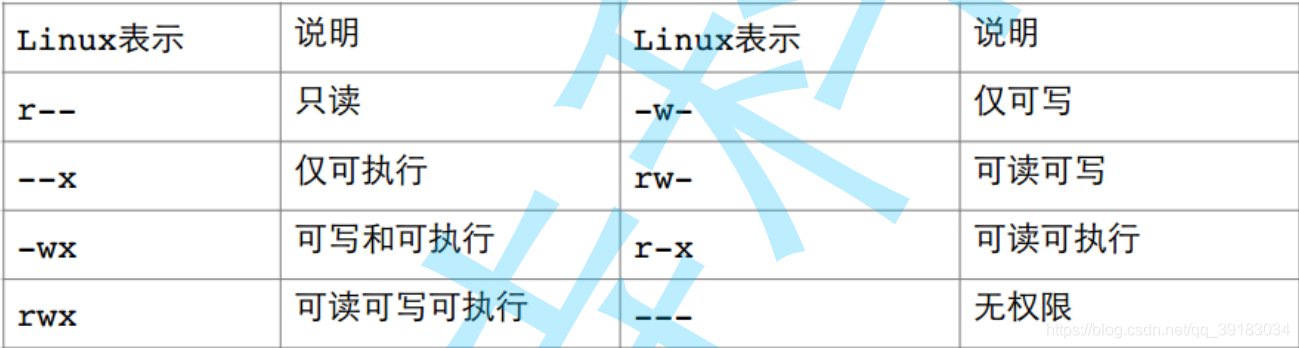 Linux表示 说明 Linux表示 说明
r-- 只读 -w- 仅可写
--x 仅可执行 rw- 可读可写
-wx 可写和可执行 r-x 可读可执行
rwx 可读可写可执行 --- 无权限
https://blog.csdn.net/qq_39183034